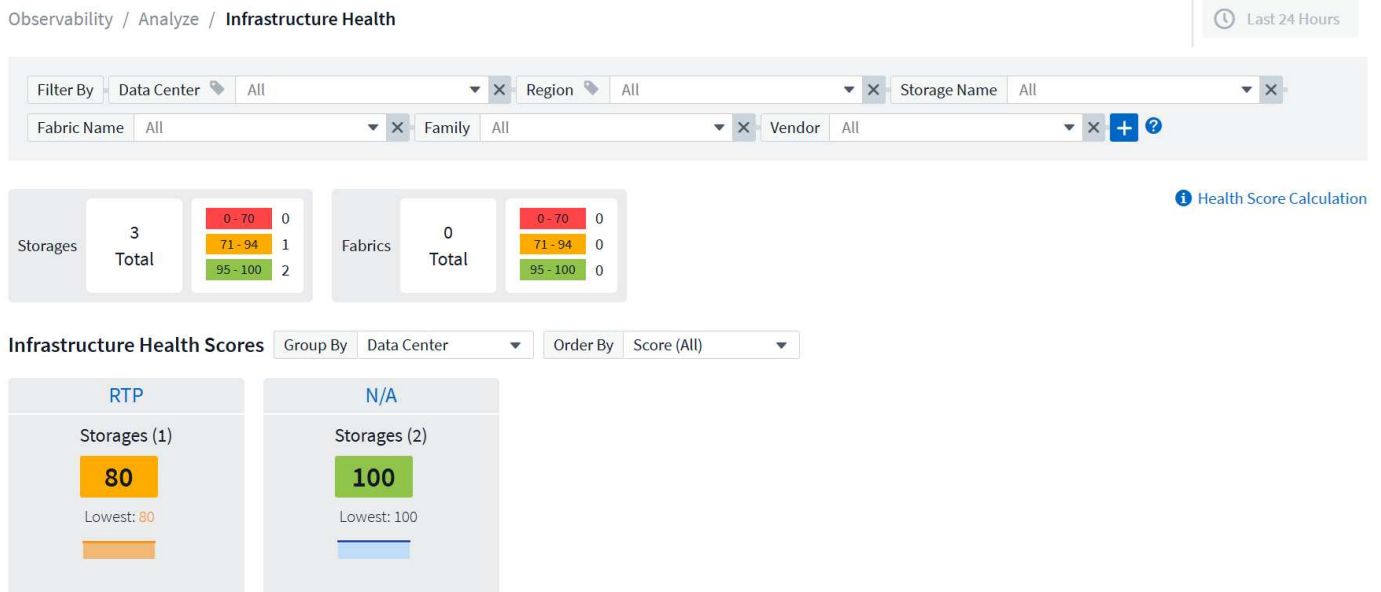 Observability / Analyze / Infrastructure Health
Last 24 Hours
Filter By Data Center All Region All Storage Name All
Fabric Name All Family All Vendor All
Health Score Calculation
Storages 3 Total 0 - 70 0 71 - 94 1 95 - 100 2
Fabrics 0 Total 0 - 70 0 71 - 94 0 95 - 100 0
Infrastructure Health Scores Group By Data Center Order By Score (All)
RTP
Storages (1)
80
Lowest: 80
N/A
Storages (2)
100
Lowest: 100